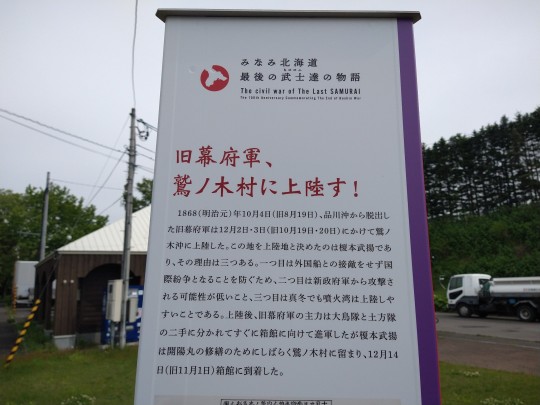 みなみ北海道
最後の武士達の物語
The civil war of The Last SAMURAI
The 150th Anniversary Commemorating The End of Boshin War
旧幕府軍、
鷲ノ木村に上陸す!
1868(明治元)年10月4日(旧8月19日)、品川沖から脱出し
た旧幕府軍は12月2日・3日(旧10月19日・20日)にかけて鷲ノ
木沖に上陸した。この地を上陸地と決めたのは榎本武揚であ
り、その理由は三つある。一つ目は外国船との接敵をせず国
際紛争となることを防ぐため、二つ目は新政府軍から攻撃さ
れる可能性が低いこと、三つ目は真冬でも噴火湾は上陸しや
すいことである。上陸後、旧幕府軍の主力は大鳥隊と土方隊
の二手に分かれてすぐに箱館に向けて進軍したが榎本武揚
は開陽丸の修繕のためにしばらく鷲ノ木村に留まり、12月14
日(旧11月1日)箱館に到着した。